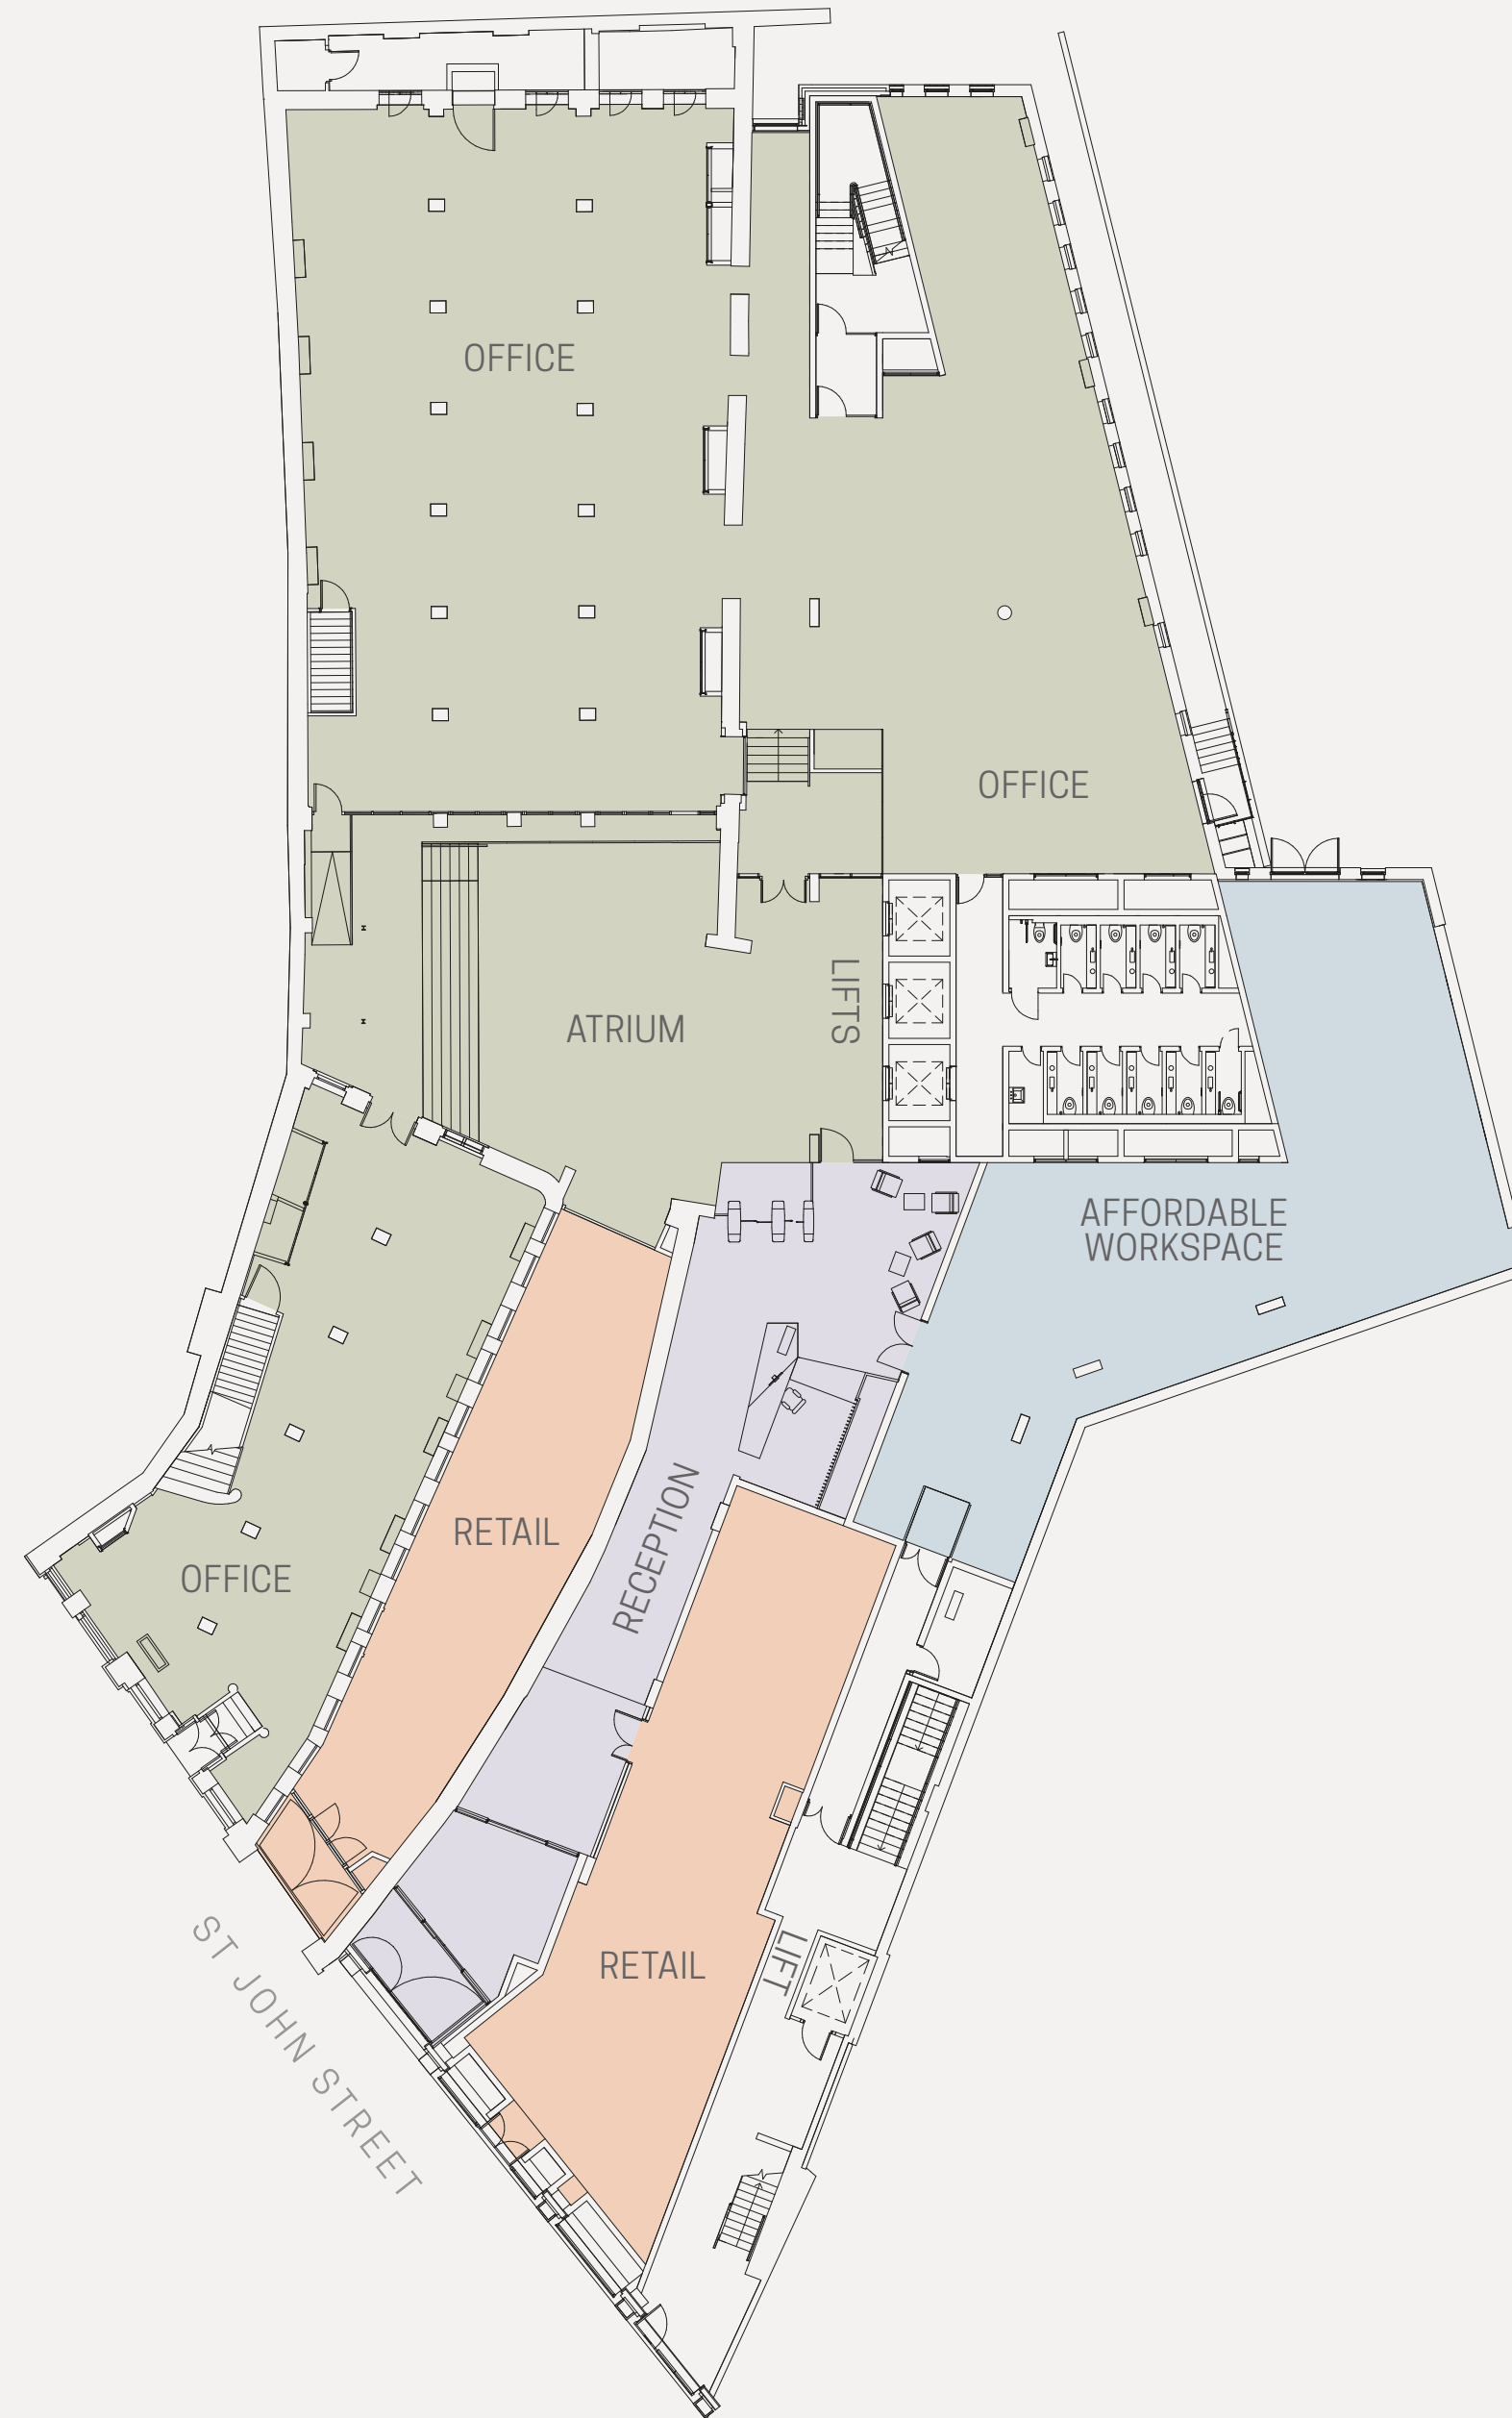 OFFICE
OFFICE
LIFTS
ATRIUM
AFFORDABLE
WORKSPACE
RECEPTION
RETAIL
OFFICE
RETAIL
LIFT
ST JOHN STREET